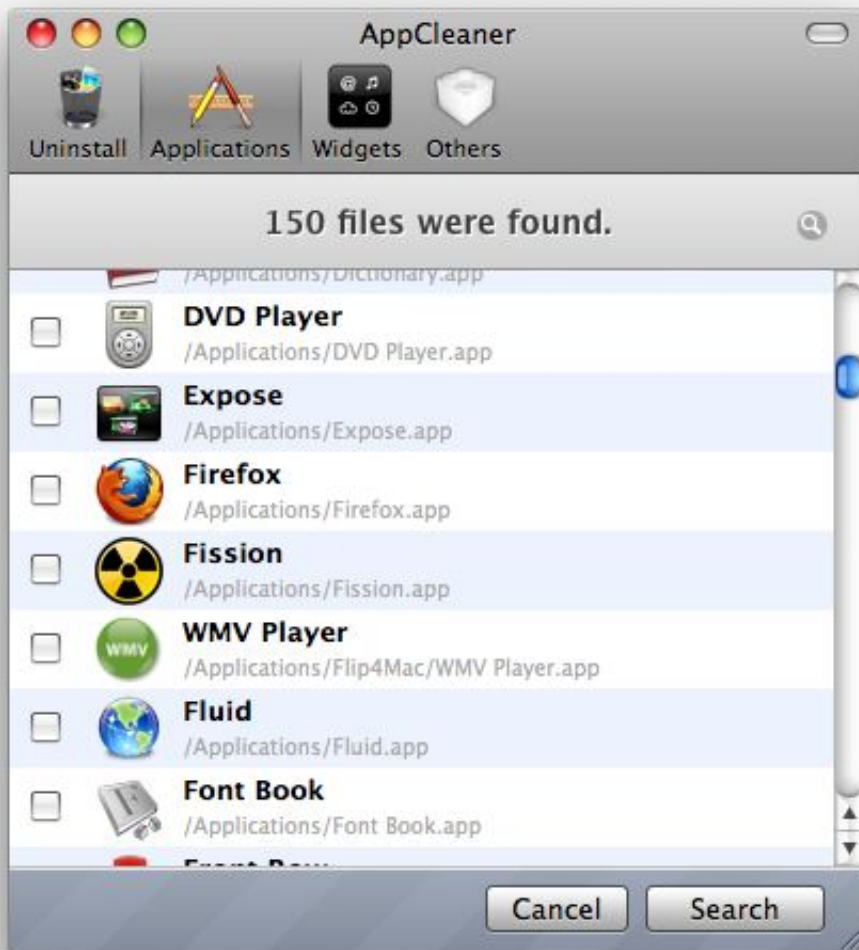 AppCleaner
Uninstall Applications Widgets Others
150 files were found.
/Applications/Dictionary.app
DVD Player
/Applications/DVD Player.app
Expose
/Applications/Expose.app
Firefox
/Applications/Firefox.app
Fission
/Applications/Fission.app
WMV
WMV Player
/Applications/Flip4Mac/WMV Player.app
Fluid
/Applications/Fluid.app
Font Book
/Applications/Font Book.app
Front Row
Cancel Search